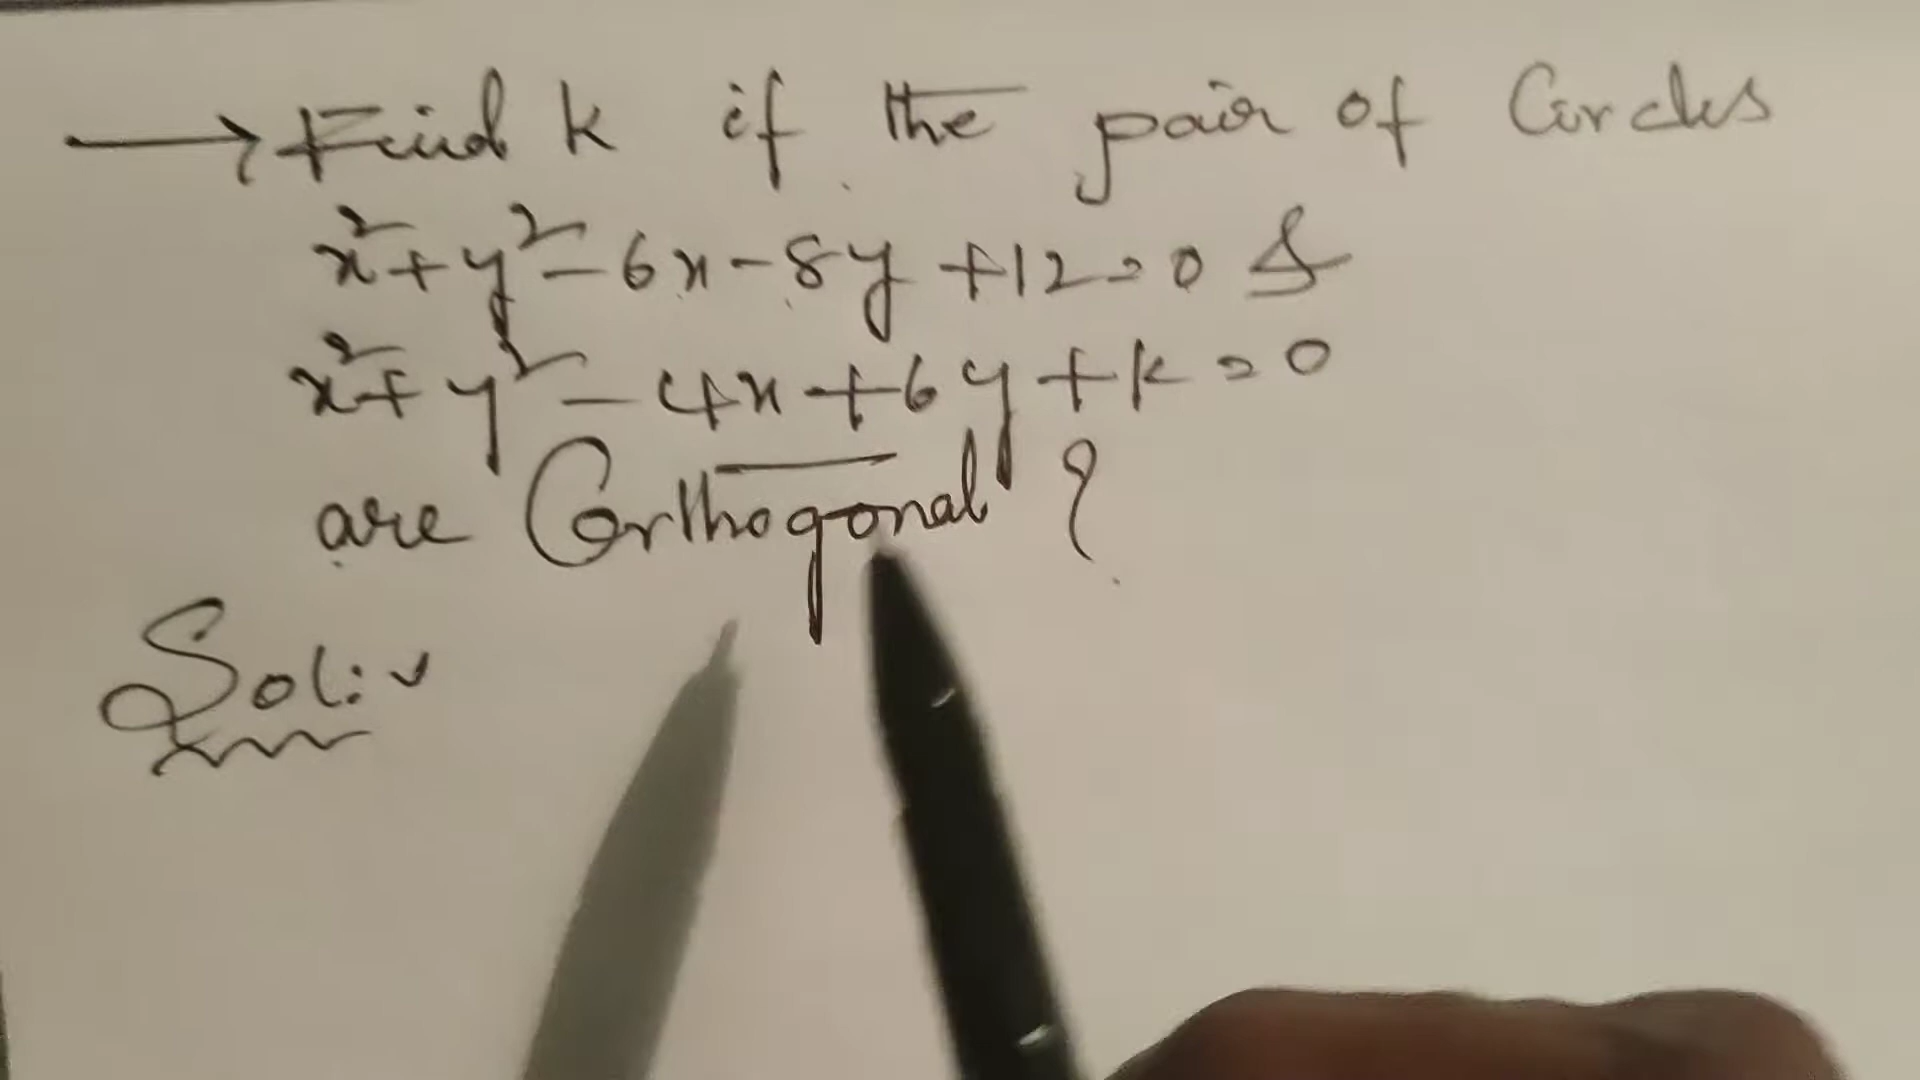 → Find k if the pair of Circles
x²+y²-6x-8y+12=0 &
x²+y²-4x+6y+k=0
are Orthogonal ?
Sol:-